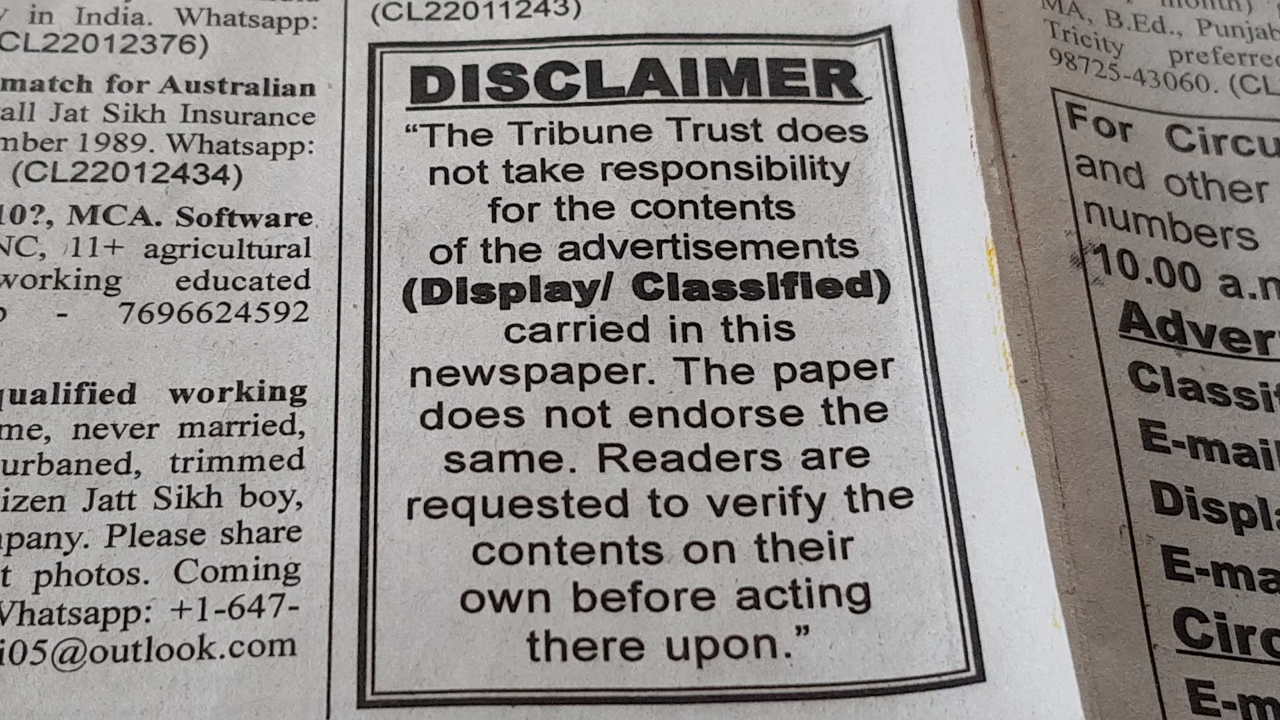 in India. Whatsapp:
CL22012376)
match for Australian
all Jat Sikh Insurance
mber 1989. Whatsapp:
(CL22012434)
10?, MCA. Software
NC, 11+ agricultural
working educated
- 7696624592
qualified working
me, never married,
urbaned, trimmed
izen Jatt Sikh boy,
pany. Please share
t photos. Coming
Whatsapp: +1-647-
i05@outlook.com
(CL22011243)
DISCLAIMER
“The Tribune Trust does
not take responsibility
for the contents
of the advertisements
(Display/ Classified)
carried in this
newspaper. The paper
does not endorse the
same. Readers are
requested to verify the
contents on their
own before acting
there upon.”
MA, B.Ed., Punjab
Tricity preferred
98725-43060. (CL
For Circu
and other
numbers
10.00 a.m
Adver
Classi
E-mail
Displ
E-ma
Circ
E-m